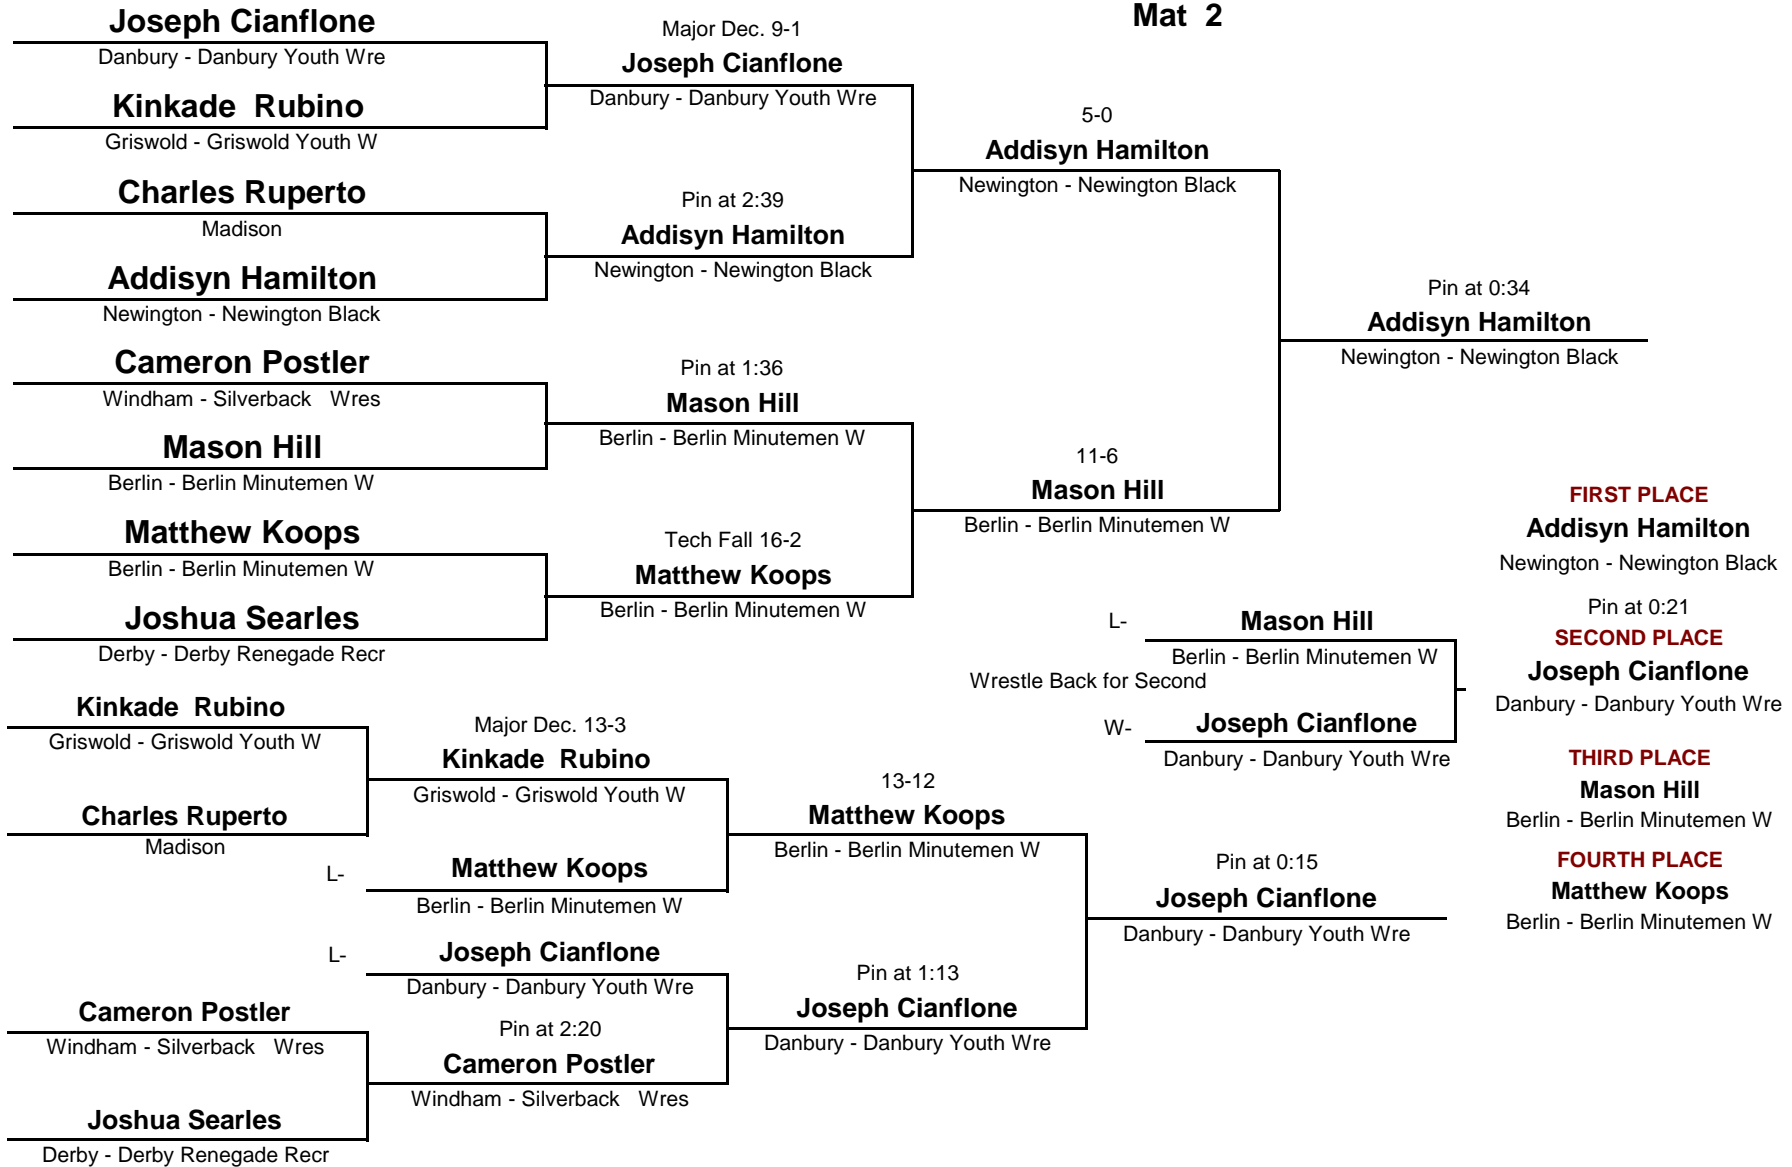 Mat 2
Joseph Cianflone
Danbury - Danbury Youth Wre
Kinkade Rubino
Griswold - Griswold Youth W
Charles Ruperto
Madison
Addisyn Hamilton
Newington - Newington Black
Cameron Postler
Windham - Silverback Wres
Mason Hill
Berlin - Berlin Minutemen W
Matthew Koops
Berlin - Berlin Minutemen W
Joshua Searles
Derby - Derby Renegade Recr
Major Dec. 9-1
Joseph Cianflone
Danbury - Danbury Youth Wre
Pin at 2:39
Addisyn Hamilton
Newington - Newington Black
Pin at 1:36
Mason Hill
Berlin - Berlin Minutemen W
Tech Fall 16-2
Matthew Koops
Berlin - Berlin Minutemen W
5-0
Addisyn Hamilton
Newington - Newington Black
11-6
Mason Hill
Berlin - Berlin Minutemen W
Pin at 0:34
Addisyn Hamilton
Newington - Newington Black
Kinkade Rubino
Griswold - Griswold Youth W
Charles Ruperto
Madison
Cameron Postler
Windham - Silverback Wres
Joshua Searles
Derby - Derby Renegade Recr
Major Dec. 13-3
Kinkade Rubino
Griswold - Griswold Youth W
L-
Matthew Koops
Berlin - Berlin Minutemen W
L-
Joseph Cianflone
Danbury - Danbury Youth Wre
Pin at 2:20
Cameron Postler
Windham - Silverback Wres
13-12
Matthew Koops
Berlin - Berlin Minutemen W
Pin at 1:13
Joseph Cianflone
Danbury - Danbury Youth Wre
Pin at 0:15
Joseph Cianflone
Danbury - Danbury Youth Wre
L-
Mason Hill
Berlin - Berlin Minutemen W
Wrestle Back for Second
W-
Joseph Cianflone
Danbury - Danbury Youth Wre
FIRST PLACE
Addisyn Hamilton
Newington - Newington Black
Pin at 0:21
SECOND PLACE
Joseph Cianflone
Danbury - Danbury Youth Wre
THIRD PLACE
Mason Hill
Berlin - Berlin Minutemen W
FOURTH PLACE
Matthew Koops
Berlin - Berlin Minutemen W